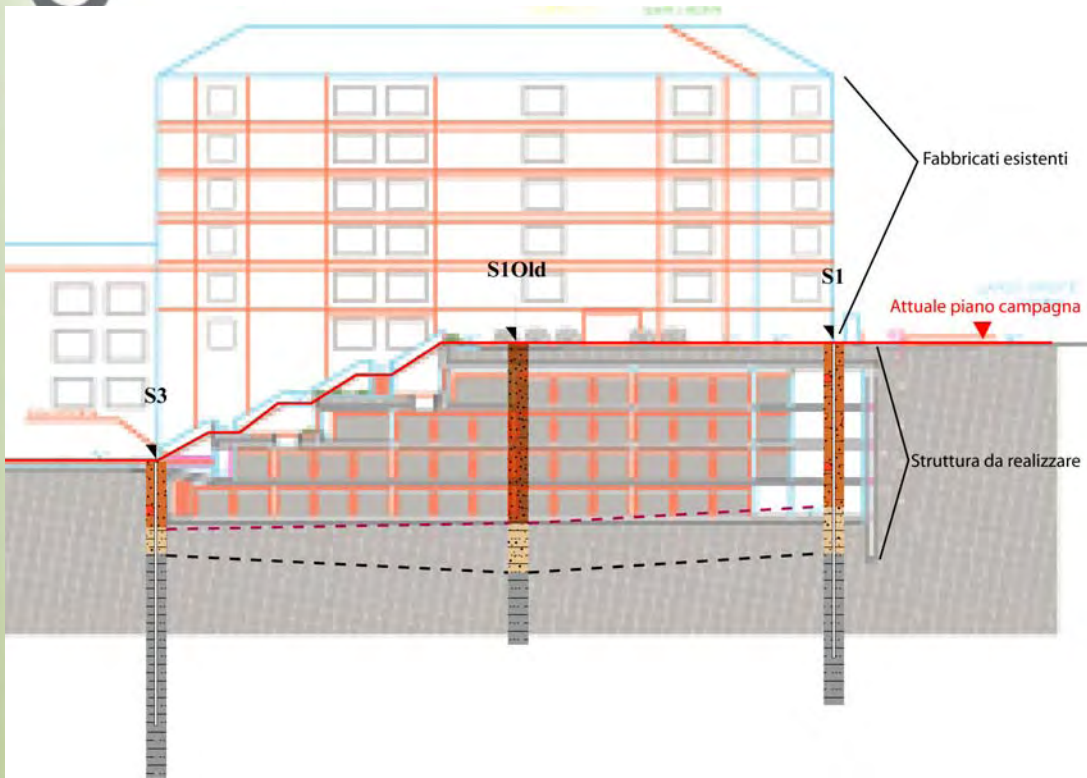 Fabbricati esistenti
S1Old
S1
Attuale piano campagna
S3
Struttura da realizzare